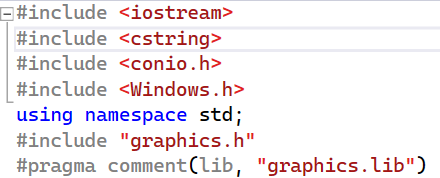 #include <iostream>
#include <cstring>
#include <conio.h>
#include <Windows.h>
using namespace std;
#include "graphics.h"
#pragma comment(lib, "graphics.lib")